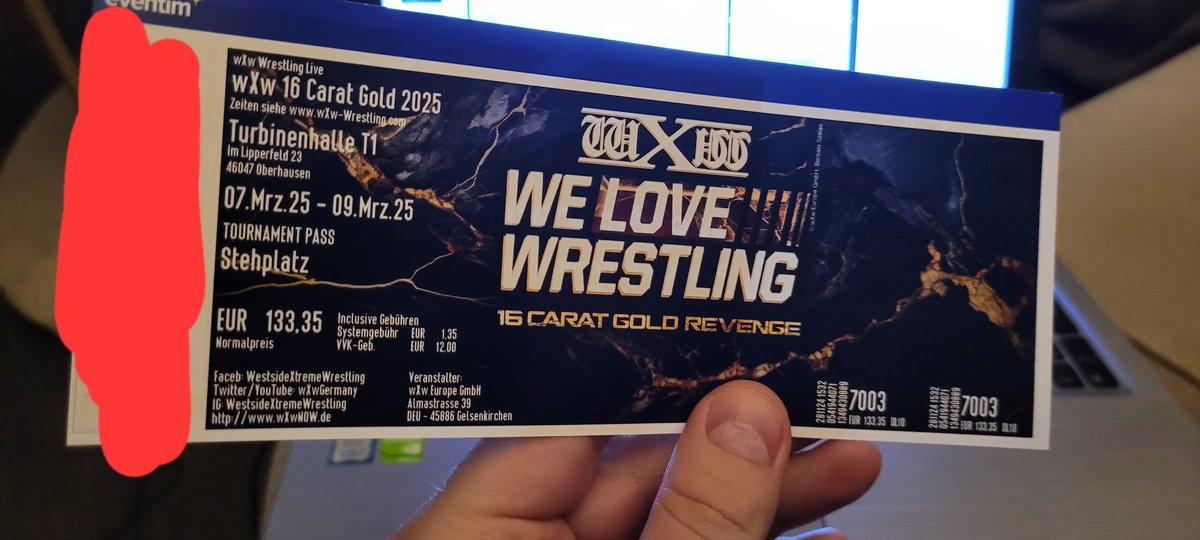 eventim
wXw Wrestling Live
wXw 16 Carat Gold 2025
Zeiten siehe www.wXw-Wrestling.com
Turbinenhalle T1
Im Lipperfeld 23
46047 Oberhausen
07.Mrz.25 - 09.Mrz.25
TOURNAMENT PASS
Stehplatz
EUR 133,35
Normalpreis
Inclusive Gebühren
Systemgebühr EUR 1,35
VVK-Geb. EUR 12,00
Faceb: WestsideXtremeWrestling
Twitter/YouTube: wXwGermany
IG: WestsideXtremeWrestling
http://www.wXwNOW.de
Veranstalter:
wXw Europe GmbH
Almastrasse 39
DEU - 45886 Gelsenkirchen
WXW
WE LOVE
WRESTLING
16 CARAT GOLD REVENGE
©wXw Europe GmbH
7003
EUR 133,35
7003
EUR 133,35